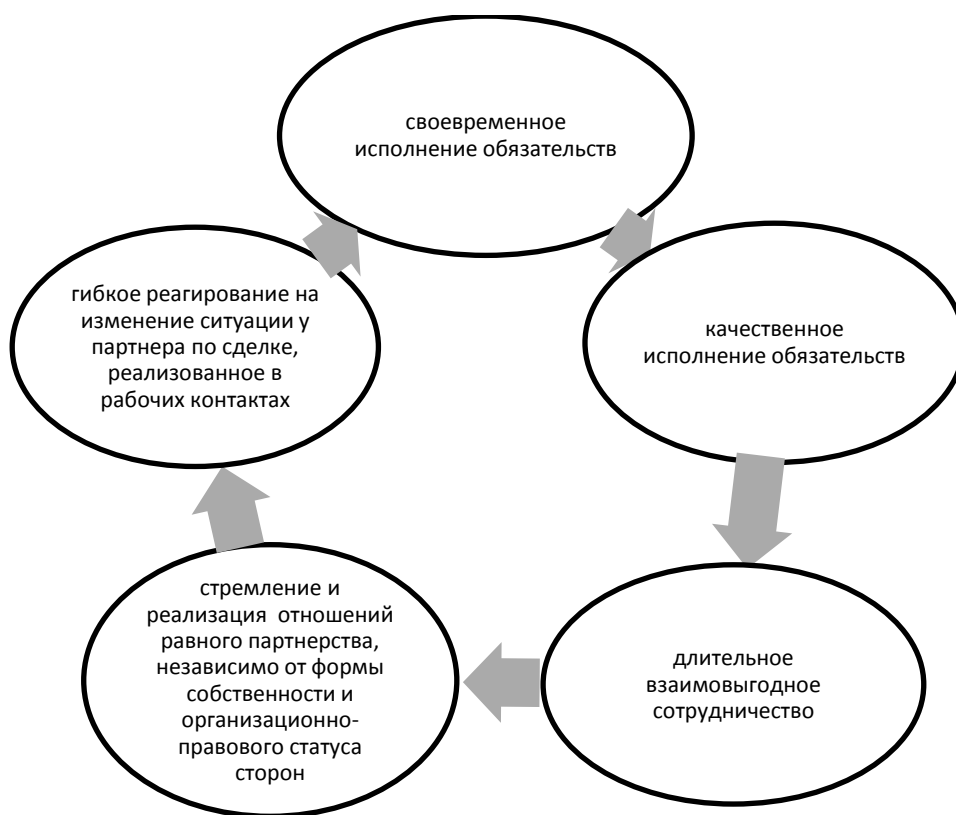 своевременное
исполнение обязательств
качественное
исполнение обязательств
длительное
взаимовыгодное
сотрудничество
стремление и
реализация отношений
равного партнерства,
независимо от формы
собственности и
организационно-
правового статуса
сторон
гибкое реагирование на
изменение ситуации у
партнера по сделке,
реализованное в
рабочих контактах